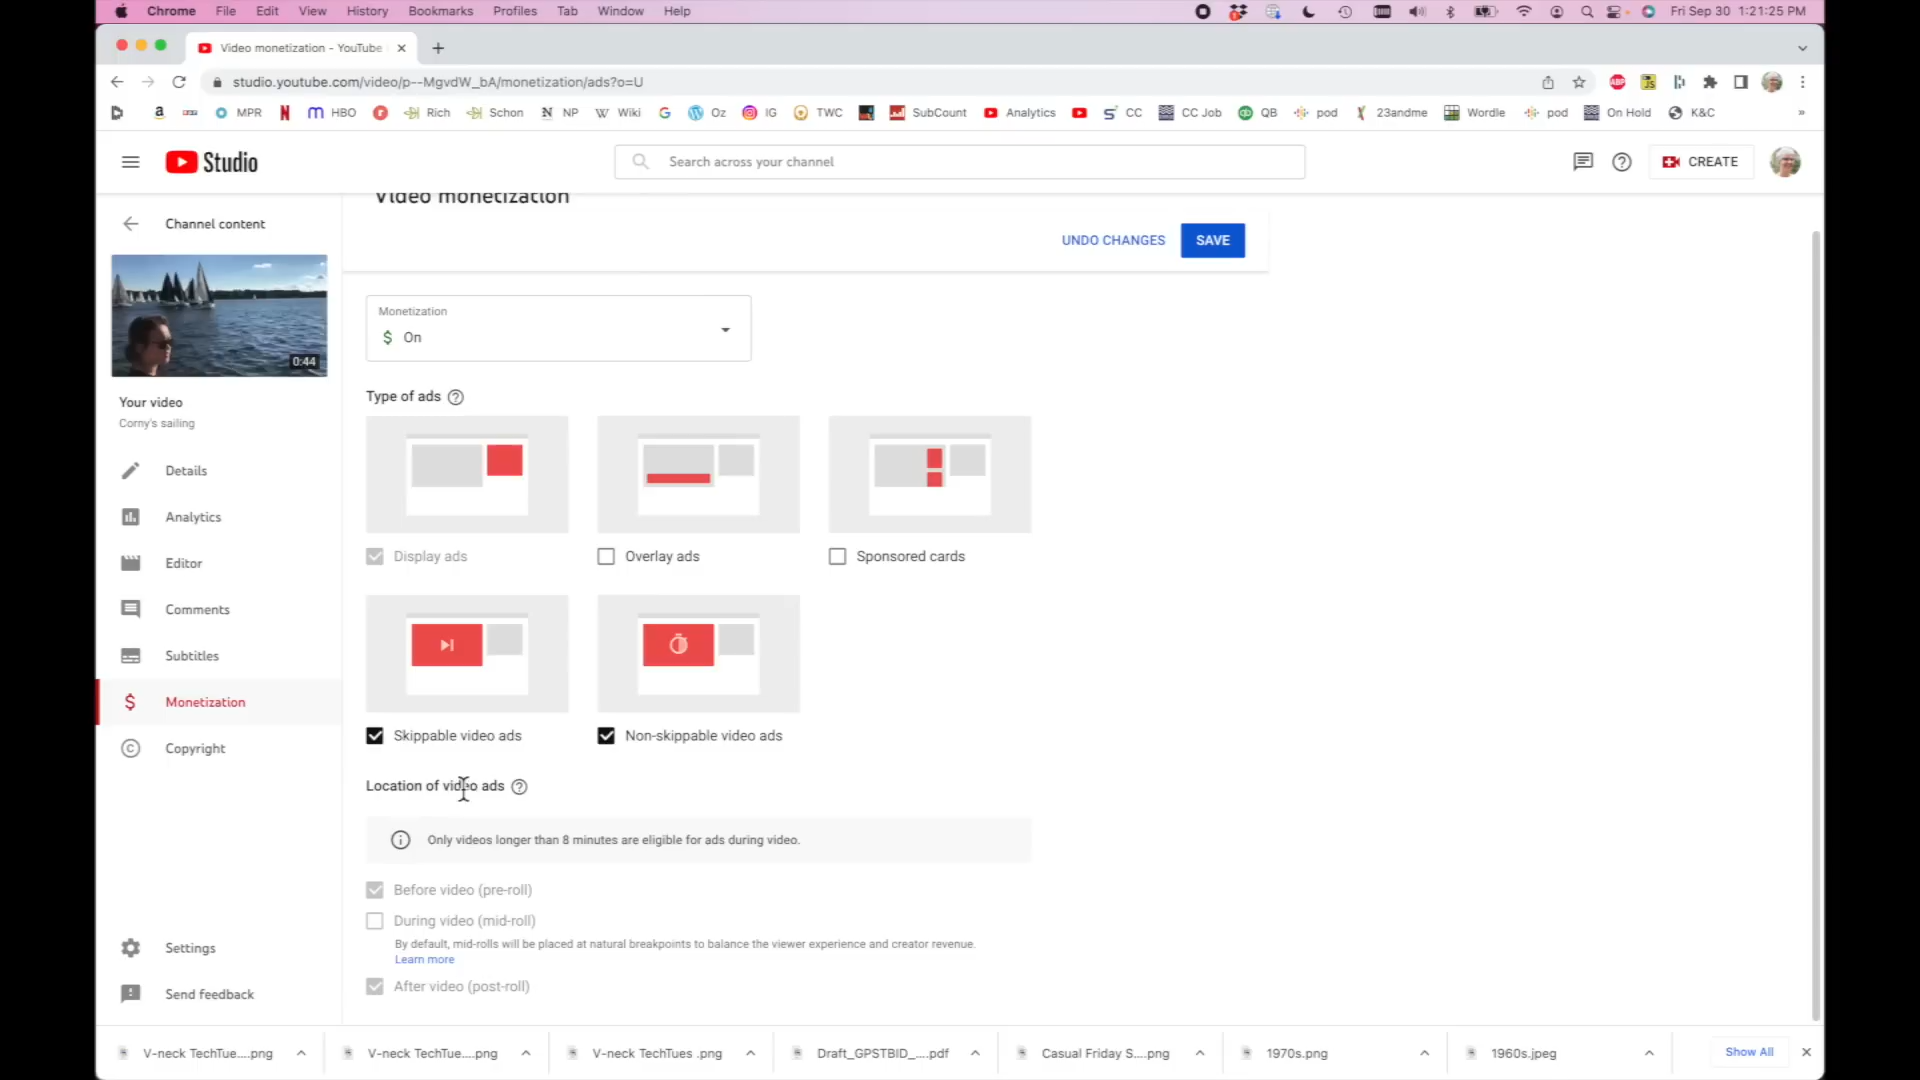 Chrome File Edit View History Bookmarks Profiles Tab Window Help Fri Sep 30 1:21:25 PM
Video monetization - YouTube
studio.youtube.com/video/p--MgvdW_bA/monetization/ads?o=U
MPR HBO Rich Schon NP Wiki Oz IG TWC SubCount Analytics CC CC Job QB pod 23andme Wordle pod On Hold K&C »
Studio Search across your channel CREATE
Video monetization
Channel content
UNDO CHANGES SAVE
0:44
Your video
Corny's sailing
Details
Analytics
Editor
Comments
Subtitles
Monetization
Copyright
Settings
Send feedback
Monetization
$ On
Type of ads
Display ads Overlay ads Sponsored cards
Skippable video ads Non-skippable video ads
Location of video ads
Only videos longer than 8 minutes are eligible for ads during video.
Before video (pre-roll)
During video (mid-roll)
By default, mid-rolls will be placed at natural breakpoints to balance the viewer experience and creator revenue.
Learn more
After video (post-roll)
V-neck TechTue....png V-neck TechTue....png V-neck TechTues .png Draft_GPSTBID_....pdf Casual Friday S....png 1970s.png 1960s.jpeg Show All